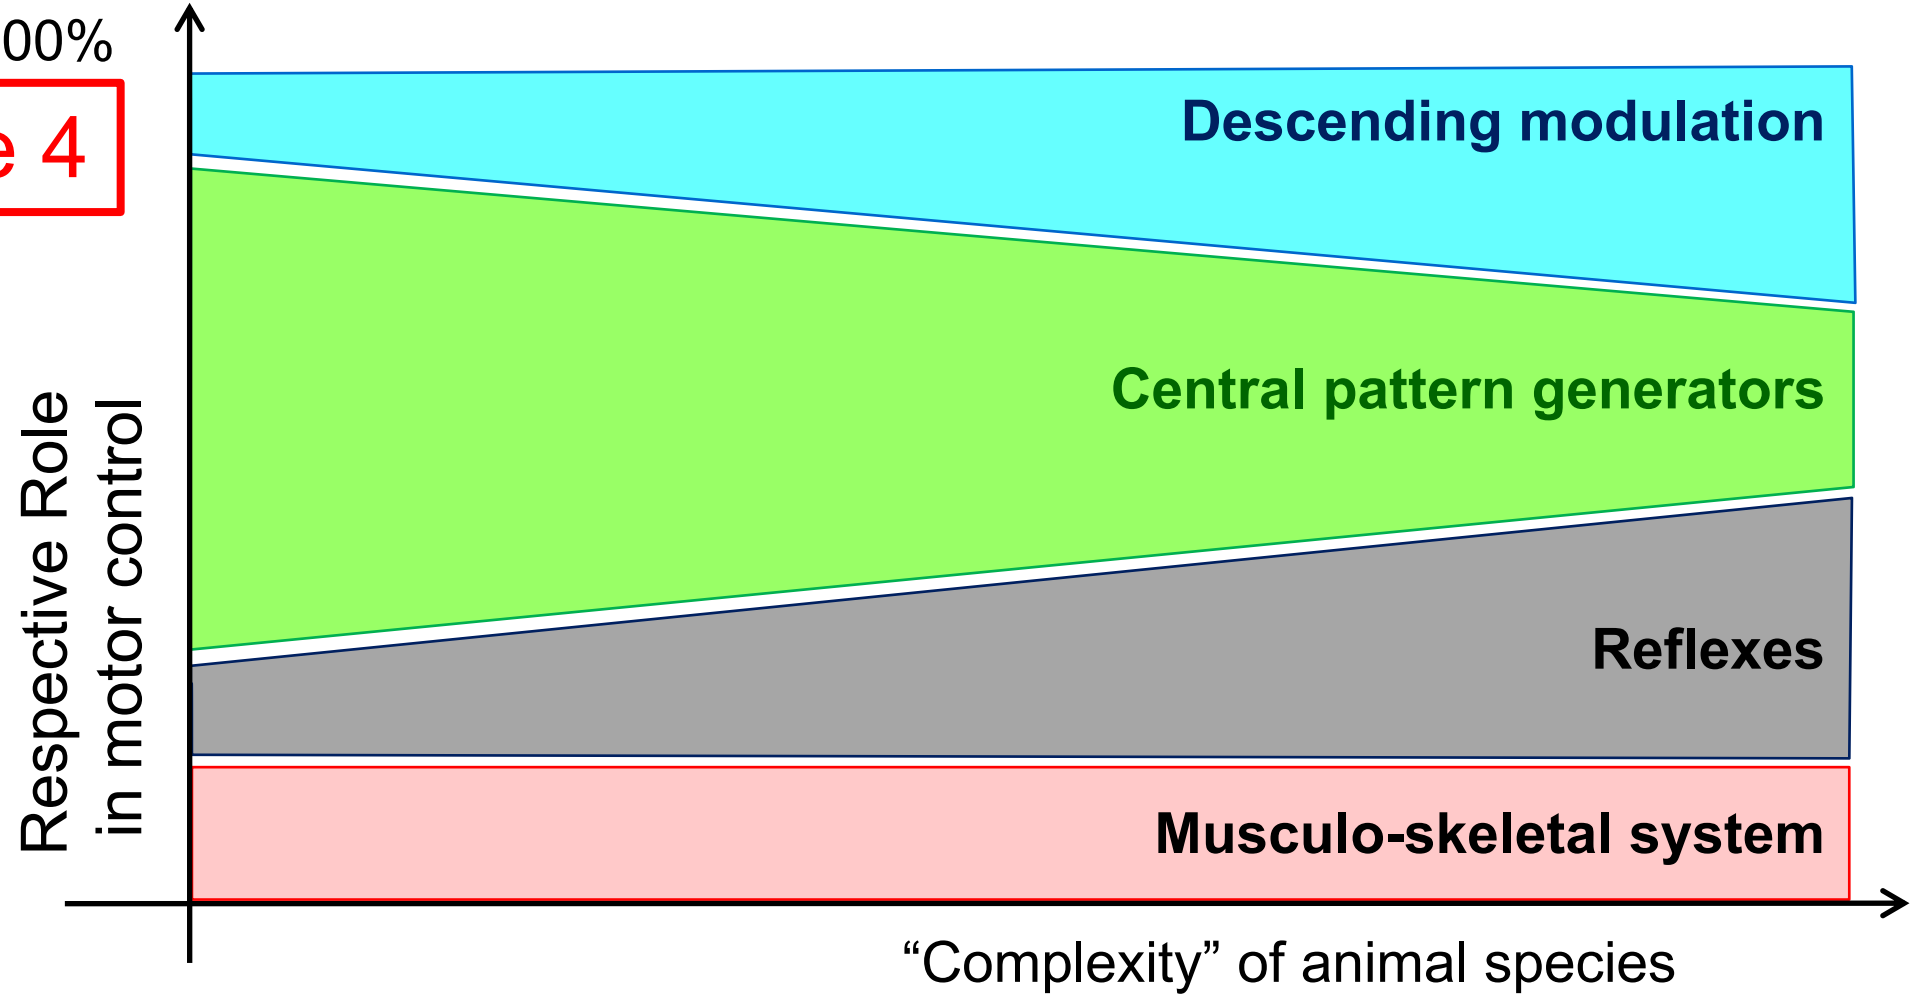 00%
e 4
Descending modulation
Central pattern generators
Reflexes
Musculo-skeletal system
Respective Role
in motor control
“Complexity” of animal species